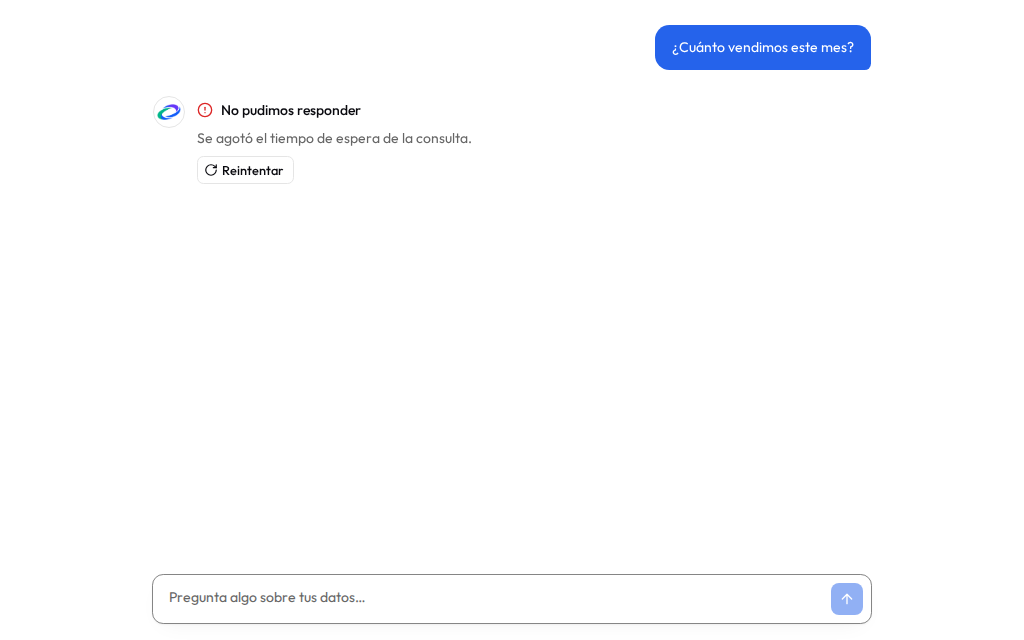 ¿Cuánto vendimos este mes?
No pudimos responder
Se agotó el tiempo de espera de la consulta.
Reintentar
Pregunta algo sobre tus datos...